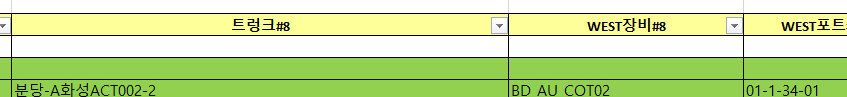 트렁크#8 WEST장비#8 WEST포트
분당-A화성ACT002-2 BD_AU_COT02 01-1-34-01